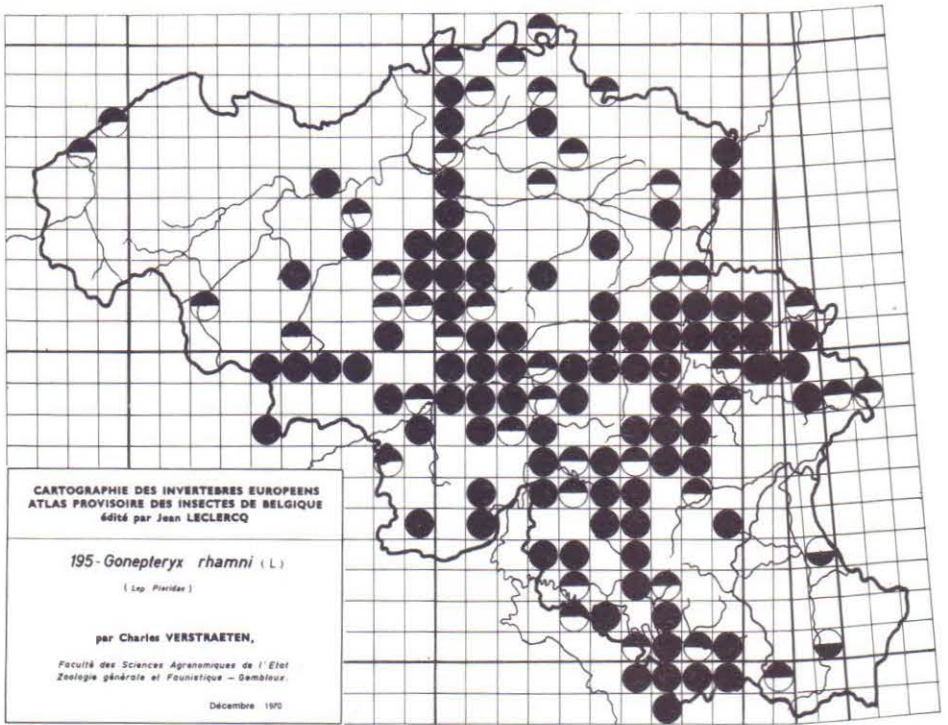 CARTOGRAPHIE DES INVERTEBRES EUROPEENS
ATLAS PROVISOIRE DES INSECTES DE BELGIQUE
édité par Jean LECLERCQ
195-Gonepteryx rhamni (L)
(Lep Pieridae)
par Charles VERSTRAETEN,
Faculté des Sciences Agronomiques de l'Etat
Zoologie générale et Faunistique – Gembloux.
Décembre 1970